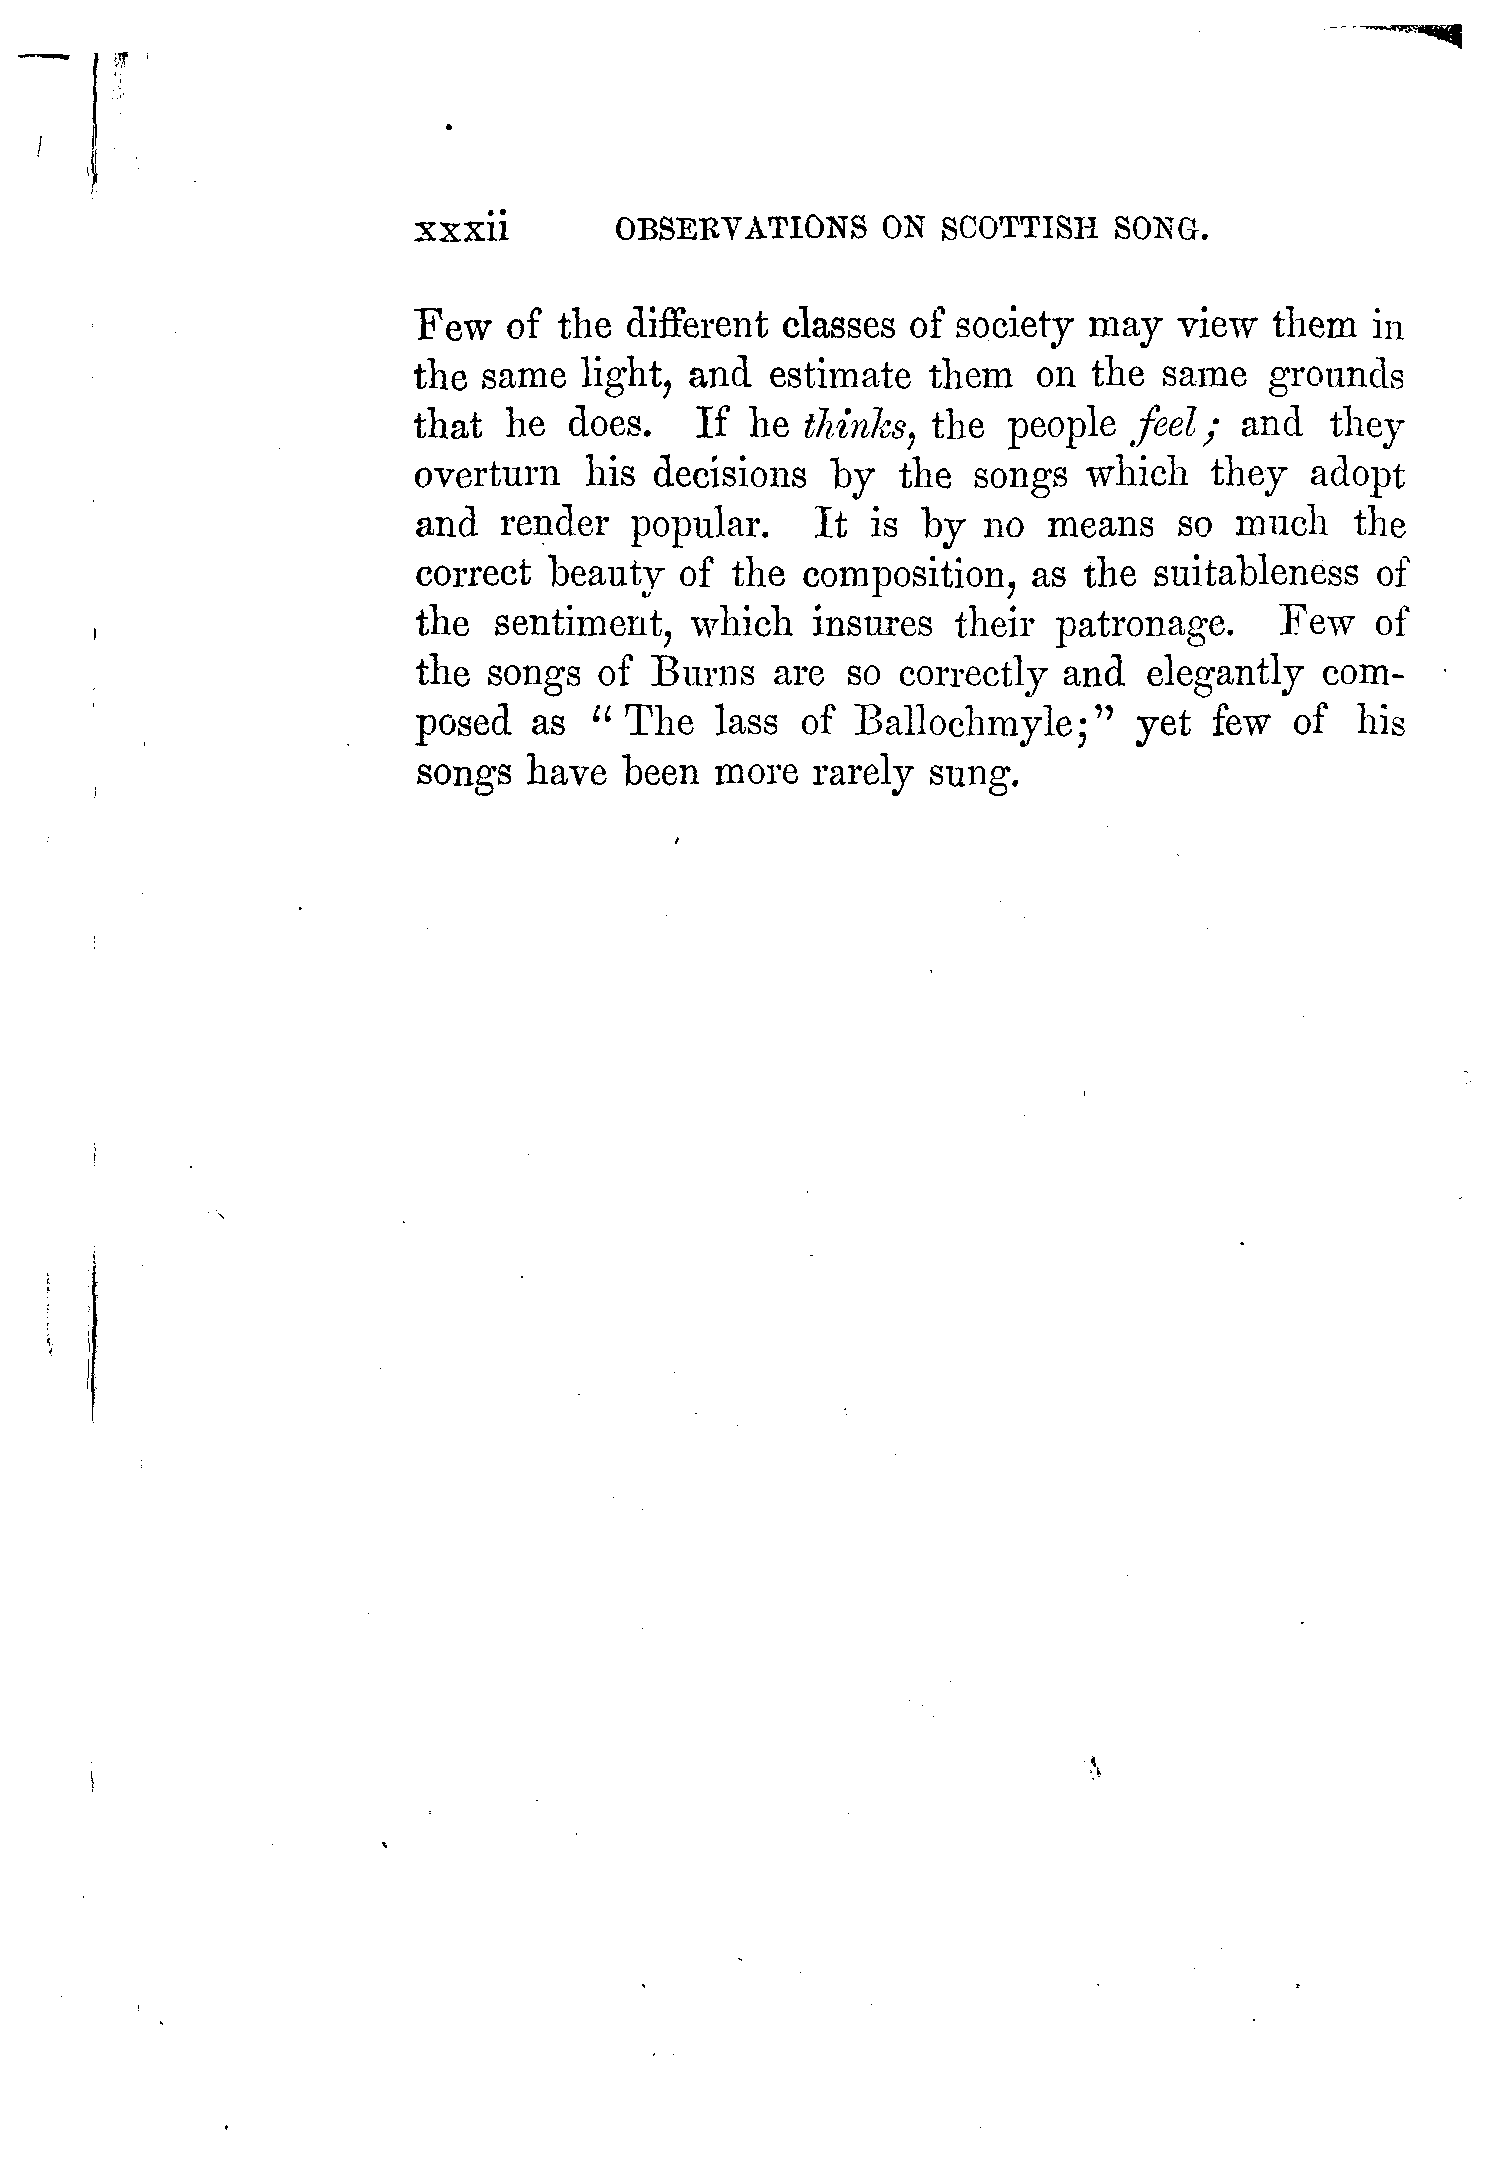 xxxii OBSERVATIONS ON SCOTTISH SONG.
Few of the different classes of society may view them in
the same light, and estimate them on the same grounds
that he does. If he thinks, the people feel; and they
overturn his decisions by the songs which they adopt
and render popular. It is by no means so much the
correct beauty of the composition, as the suitableness of
the sentiment, which insures their patronage. Few of
the songs of Burns are so correctly and elegantly com-
posed as “The lass of Ballochmyle;” yet few of his
songs have been more rarely sung.